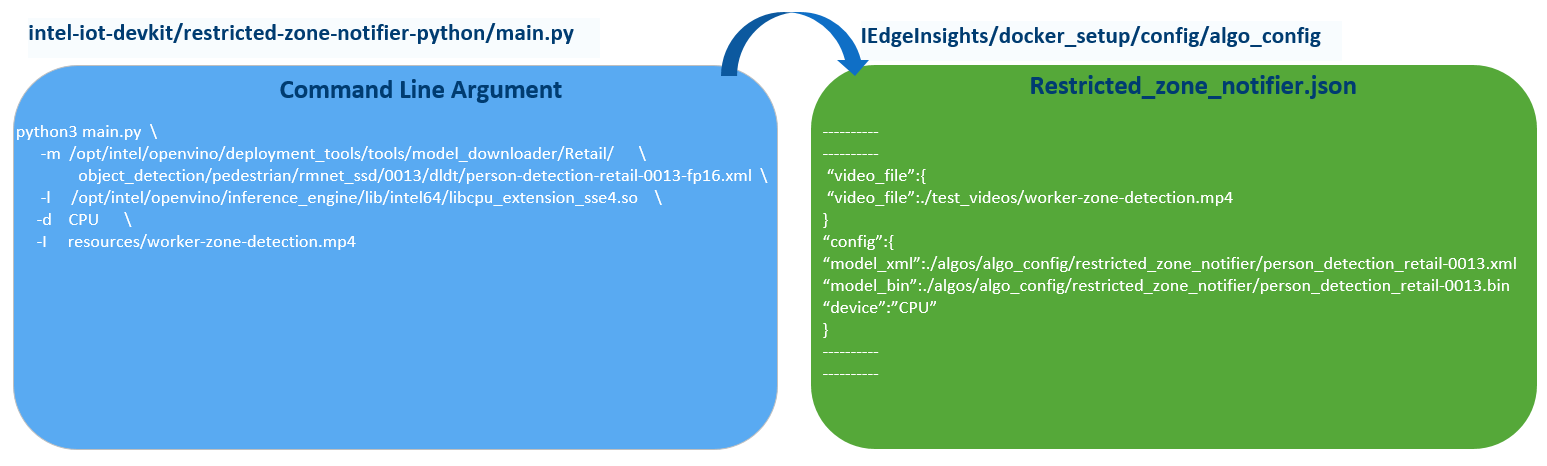 intel-iot-devkit/restricted-zone-notifier-python/main.py
Command Line Argument
python3 main.py \
-m /opt/intel/openvino/deployment_tools/tools/model_downloader/Retail/ \
object_detection/pedestrian/rmnet_ssd/0013/dldt/person-detection-retail-0013-fp16.xml \
-l /opt/intel/openvino/inference_engine/lib/intel64/libcpu_extension_sse4.so \
-d CPU \
-I resources/worker-zone-detection.mp4
IEdgeInsights/docker_setup/config/algo_config
Restricted_zone_notifier.json
----------
----------
“video_file”:{
“video_file”:./test_videos/worker-zone-detection.mp4
}
“config”:{
“model_xml”:./algos/algo_config/restricted_zone_notifier/person_detection_retail-0013.xml
“model_bin”:./algos/algo_config/restricted_zone_notifier/person_detection_retail-0013.bin
“device”:”CPU”
}
----------
----------